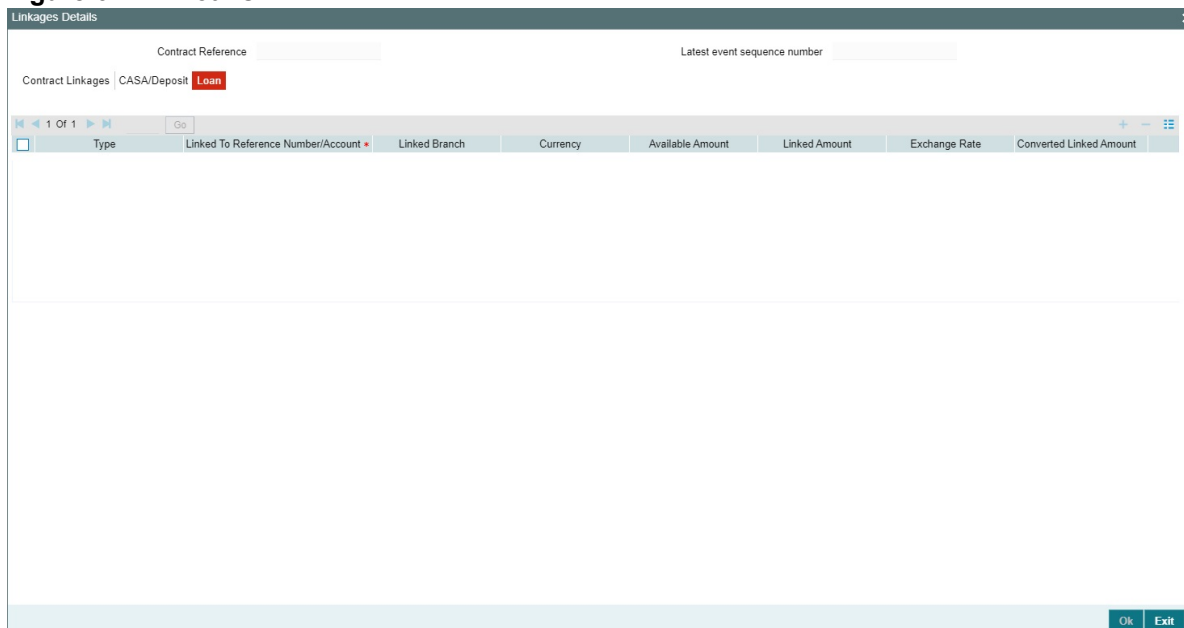 Linkages Details
Contract Reference
Latest event sequence number
Contract Linkages CASA/Deposit Loan
1 Of 1 Go
Type Linked To Reference Number/Account * Linked Branch Currency Available Amount Linked Amount Exchange Rate Converted Linked Amount
Ok Exit